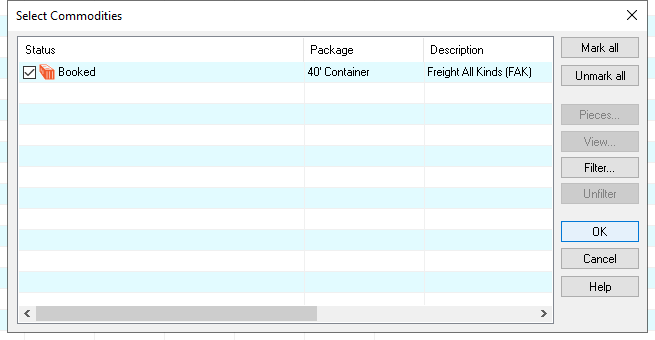 Select Commodities
Status Package Description
Booked 40' Container Freight All Kinds (FAK)
Mark all
Unmark all
Pieces...
View...
Filter...
Unfilter
OK
Cancel
Help